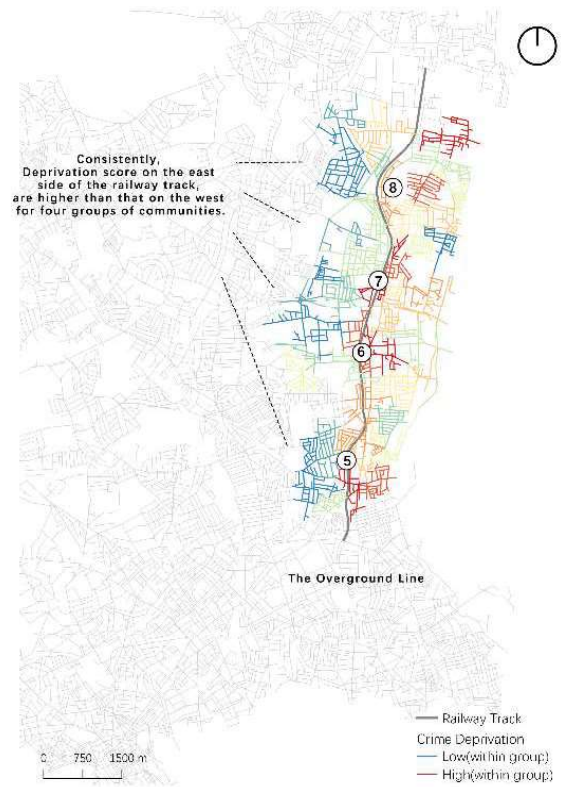 Consistently,
Deprivation score on the east
side of the railway track,
are higher than that on the west
for four groups of communities.
8
7
6
5
The Overground Line
Railway Track
Crime Deprivation
Low(within group)
High(within group)
0 750 1500 m